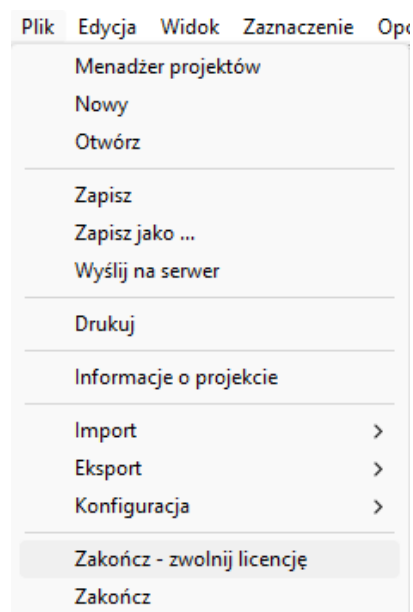 Plik Edycja Widok Zaznaczenie
Menadżer projektów
Nowy
Otwórz
Zapisz
Zapisz jako ...
Wyślij na serwer
Drukuj
Informacje o projekcie
Import
Eksport
Konfiguracja
Zakończ - zwolnij licencję
Zakończ